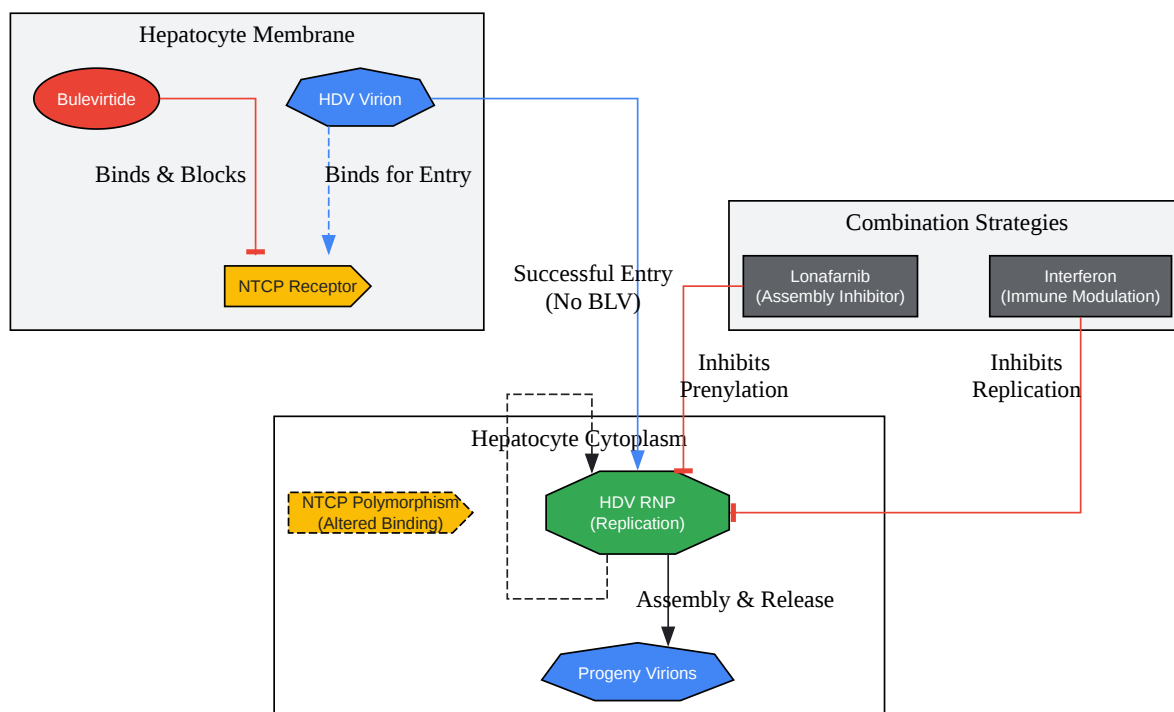 Hepatocyte Membrane
Bulevirtide
HDV Virion
Binds & Blocks
Binds for Entry
NTCP Receptor
Successful Entry
(No BLV)
Combination Strategies
Lonafarnib
(Assembly Inhibitor)
Interferon
(Immune Modulation)
Inhibits
Prenylation
Inhibits
Replication
Hepatocyte Cytoplasm
NTCP Polymorphism
(Altered Binding)
HDV RNP
(Replication)
Assembly & Release
Progeny Virions